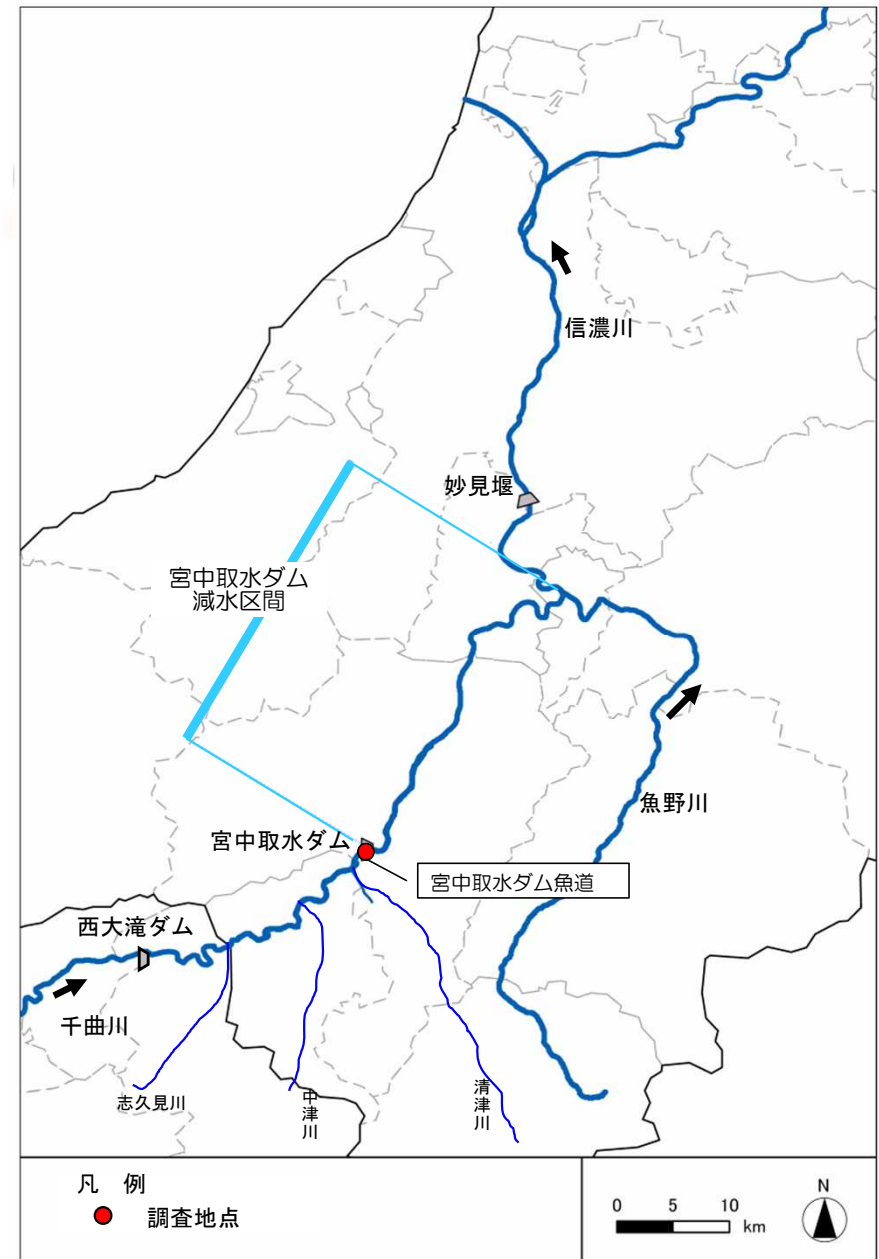 信濃川
妙見堰
宮中取水ダム
減水区間
魚野川
宮中取水ダム
宮中取水ダム魚道
西大滝ダム
千曲川
志久見川
中津川
清津川
凡 例
調査地点
0 5 10
km
N